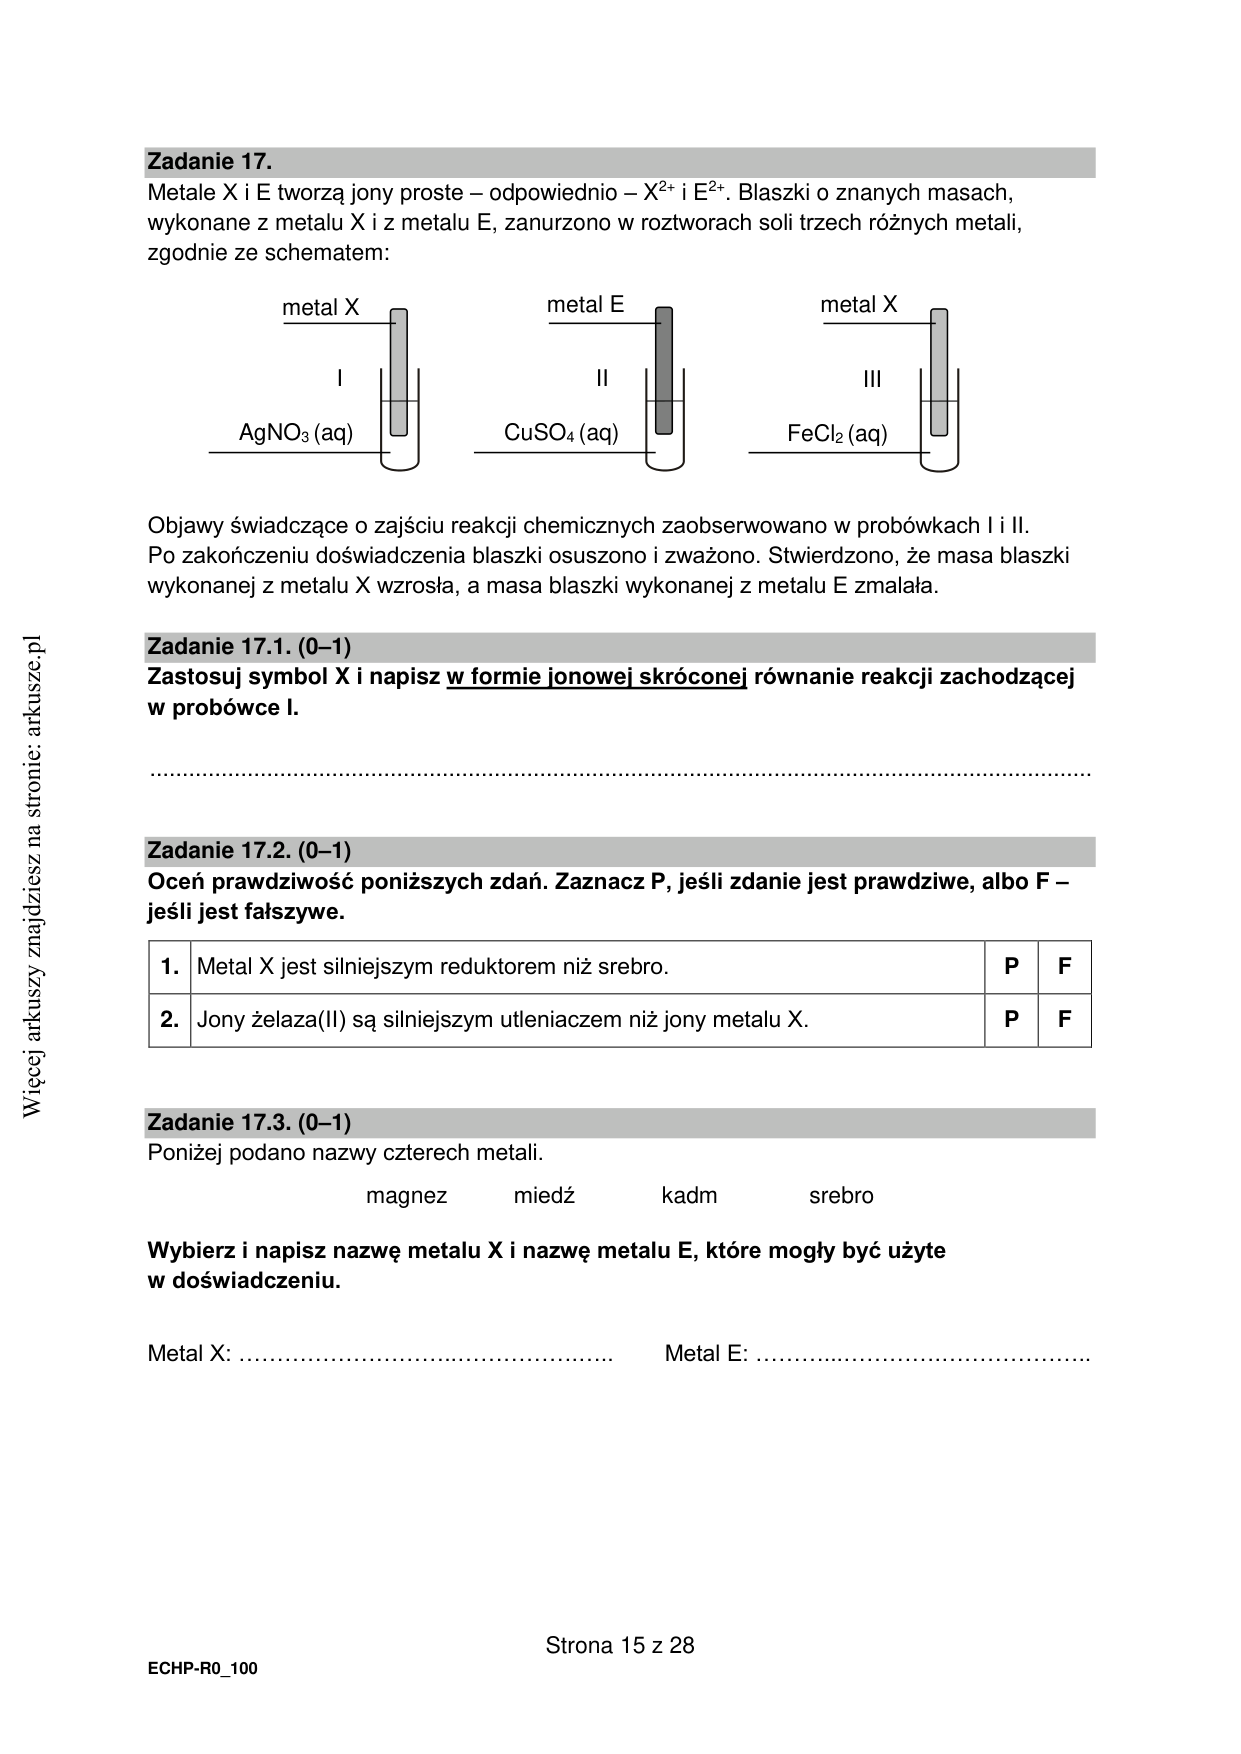 Zadanie 17.
Metale X i E tworzą jony proste – odpowiednio – X²⁺ i E²⁺. Blaszki o znanych masach,
wykonane z metalu X i z metalu E, zanurzono w roztworach soli trzech różnych metali,
zgodnie ze schematem:
metal X
I
AgNO₃ (aq)
metal E
II
CuSO₄ (aq)
metal X
III
FeCl₂ (aq)
Objawy świadczące o zajściu reakcji chemicznych zaobserwowano w probówkach I i II.
Po zakończeniu doświadczenia blaszki osuszono i zważono. Stwierdzono, że masa blaszki
wykonanej z metalu X wzrosła, a masa blaszki wykonanej z metalu E zmalała.
Zadanie 17.1. (0–1)
Zastosuj symbol X i napisz w formie jonowej skróconej równanie reakcji zachodzącej
w probówce I.
Zadanie 17.2. (0–1)
Oceń prawdziwość poniższych zdań. Zaznacz P, jeśli zdanie jest prawdziwe, albo F –
jeśli jest fałszywe.
1. Metal X jest silniejszym reduktorem niż srebro. P F
2. Jony żelaza(II) są silniejszym utleniaczem niż jony metalu X. P F
Zadanie 17.3. (0–1)
Poniżej podano nazwy czterech metali.
magnez miedź kadm srebro
Wybierz i napisz nazwę metalu X i nazwę metalu E, które mogły być użyte
w doświadczeniu.
Metal X: ........................................ Metal E: ........................................
Strona 15 z 28
ECHP-R0_100
Więcej arkuszy znajdziesz na stronie: arkusze.pl